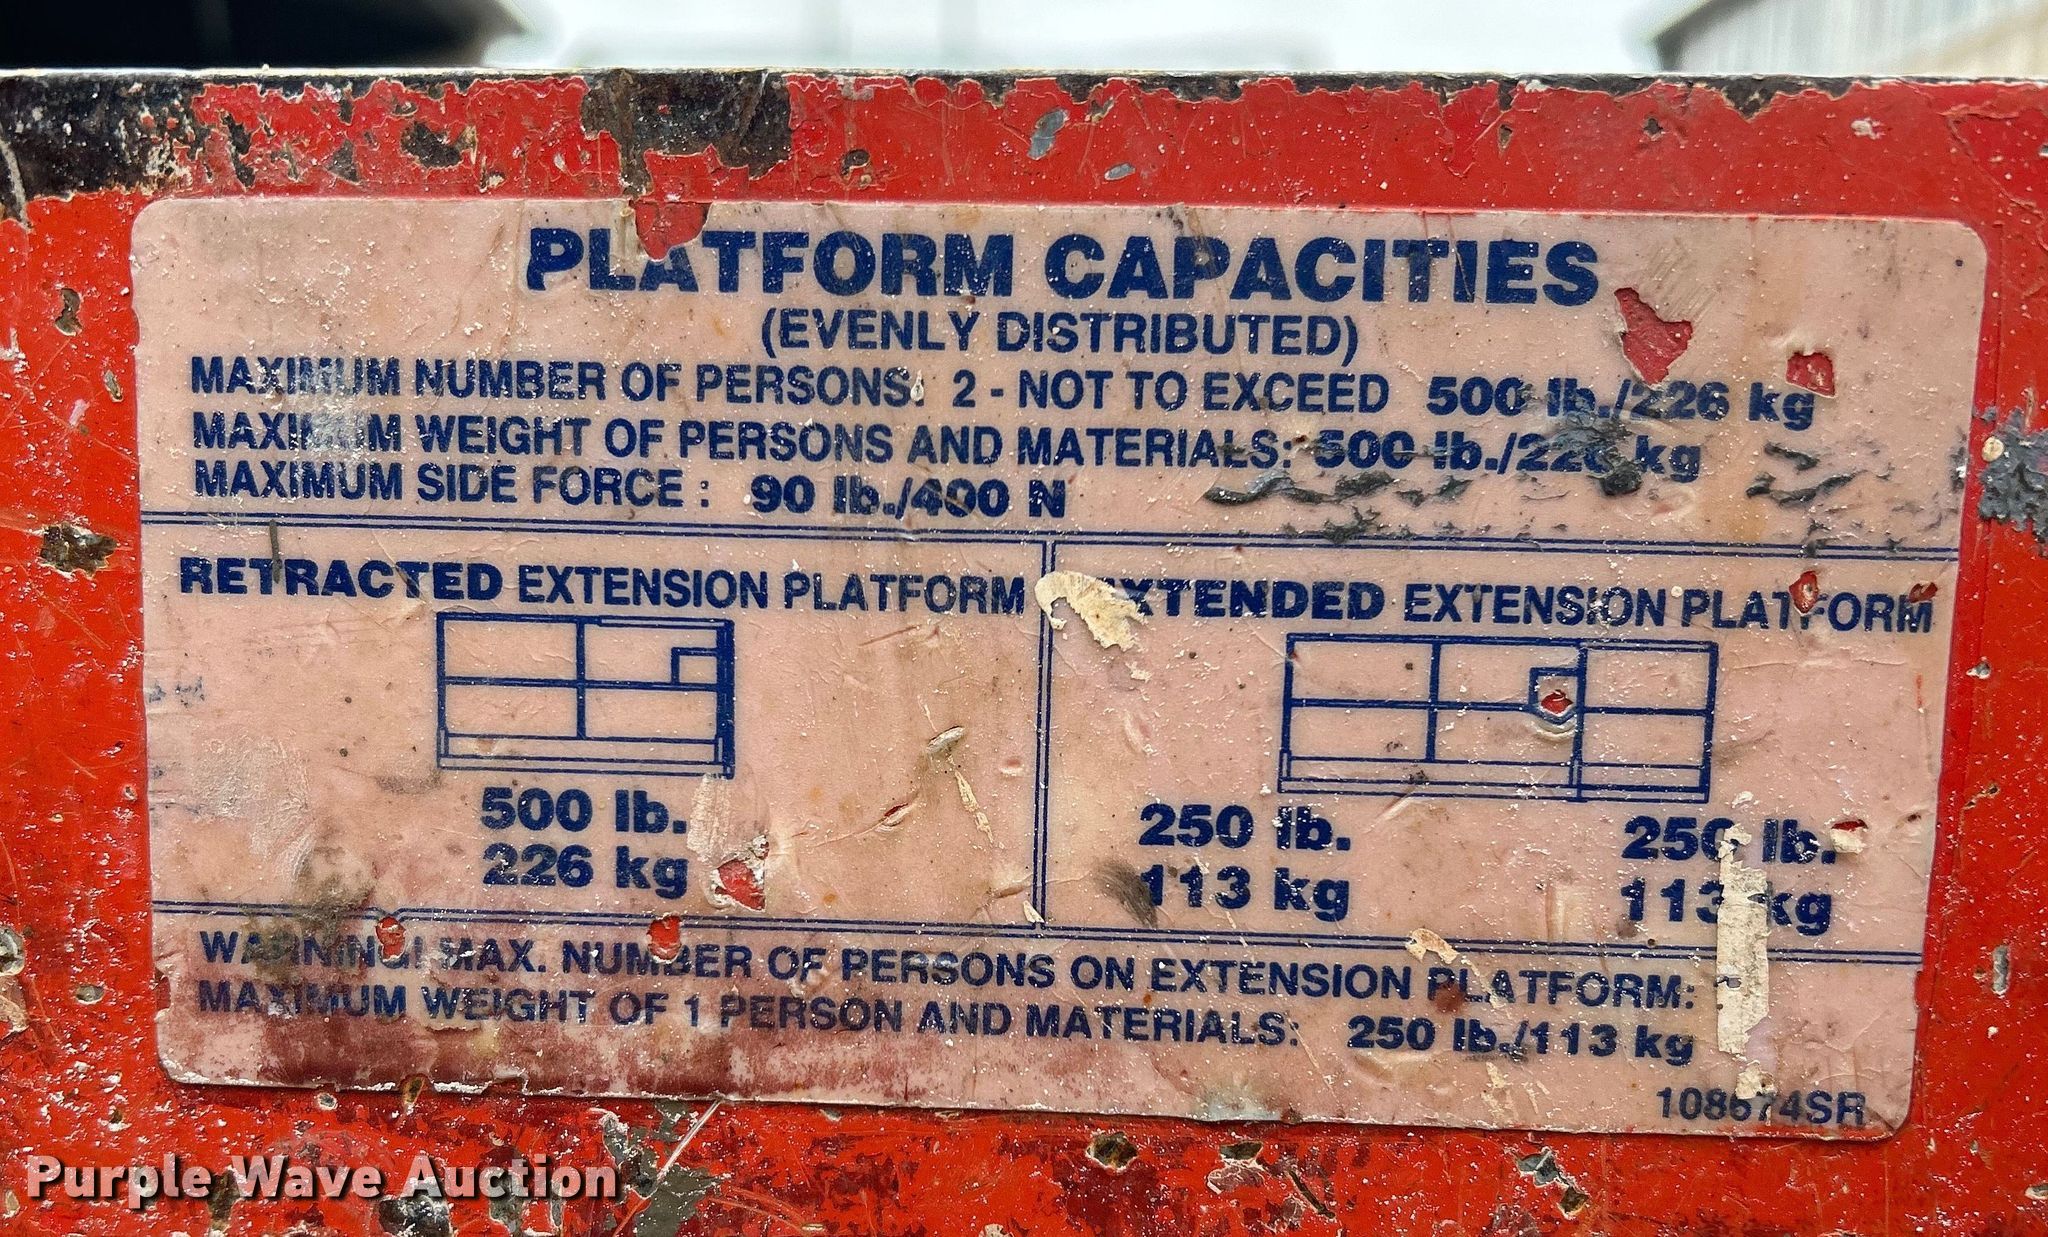 PLATFORM CAPACITIES
(EVENLY DISTRIBUTED)
MAXIMUM NUMBER OF PERSONS: 2 - NOT TO EXCEED 500 lb./226 kg
MAXIMUM WEIGHT OF PERSONS AND MATERIALS: 500 lb./226 kg
MAXIMUM SIDE FORCE : 90 lb./400 N
RETRACTED EXTENSION PLATFORM
500 lb.
226 kg
EXTENDED EXTENSION PLATFORM
250 lb. 250 lb.
113 kg 113 kg
WARNING! MAX. NUMBER OF PERSONS ON EXTENSION PLATFORM:
MAXIMUM WEIGHT OF 1 PERSON AND MATERIALS: 250 lb./113 kg
108674SR
Purple Wave Auction